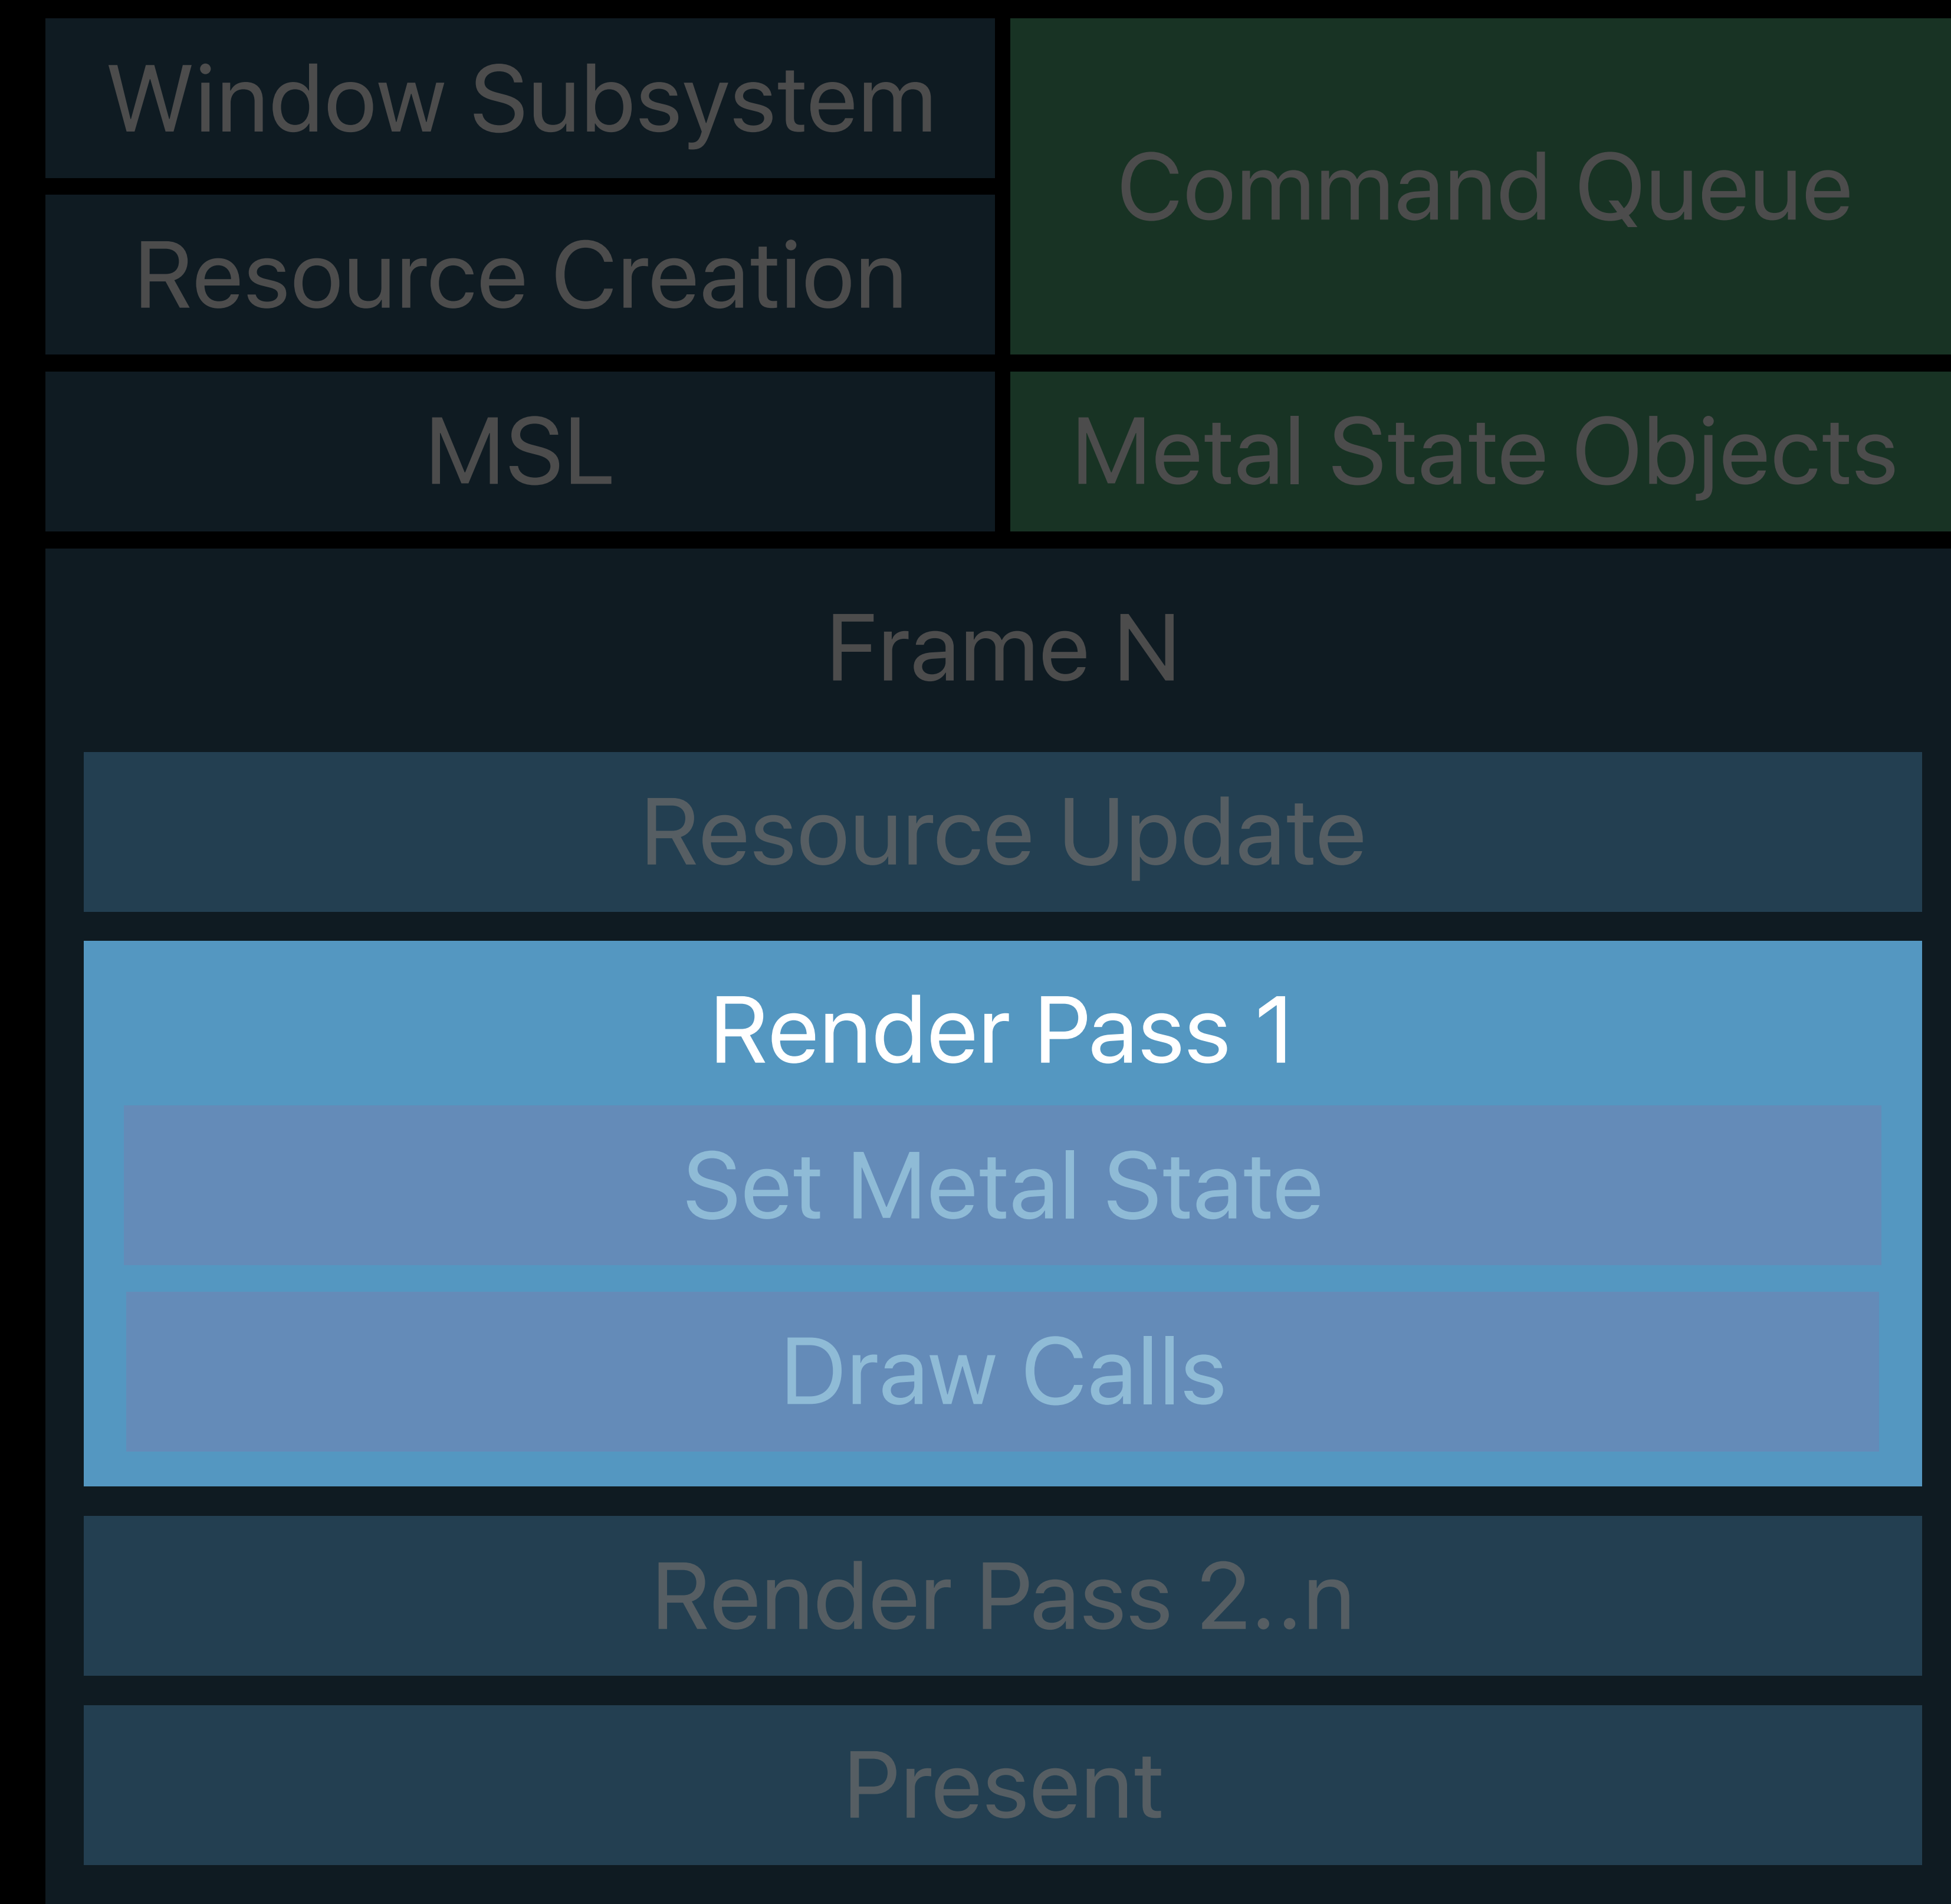 Window Subsystem
Command Queue
Resource Creation
MSL
Metal State Objects
Frame N
Resource Update
Render Pass 1
Set Metal State
Draw Calls
Render Pass 2..n
Present